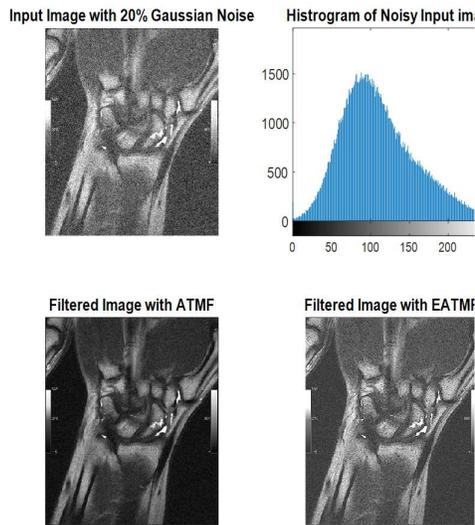 Input Image with 20% Gaussian Noise
Histrogram of Noisy Input ima
1500
1000
500
0
0 50 100 150 200
Filtered Image with ATMF
Filtered Image with EATMF